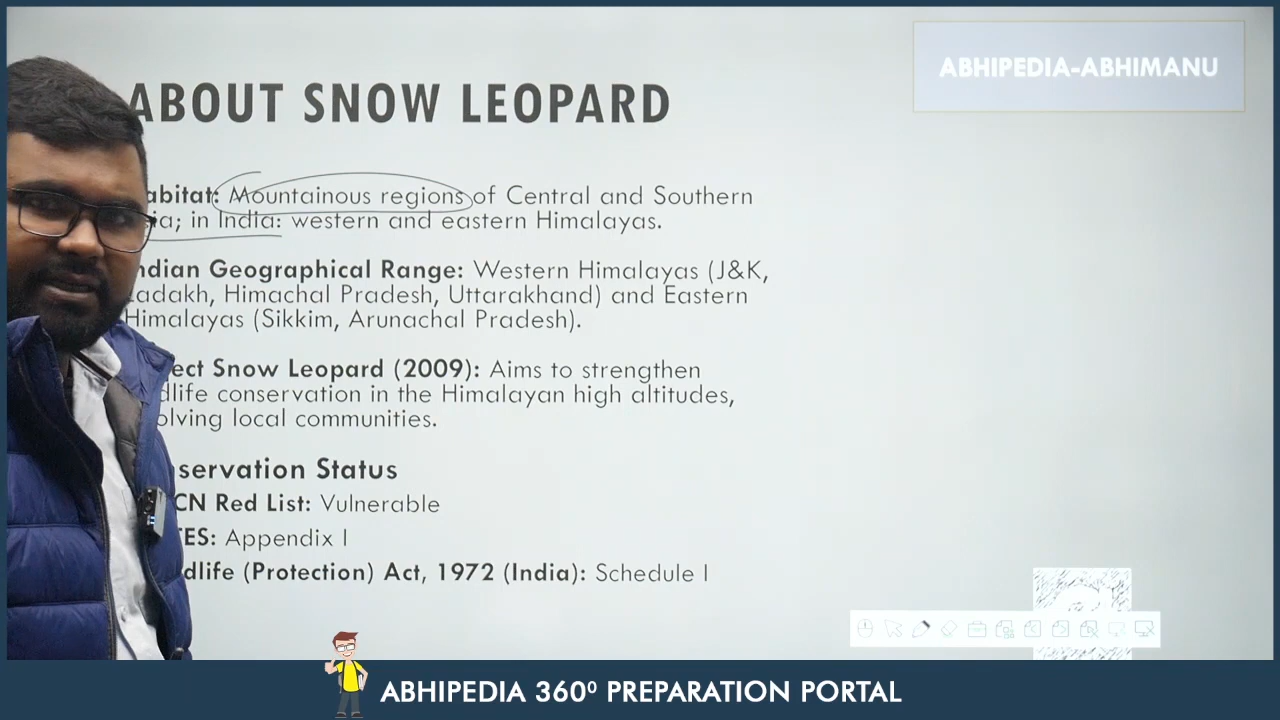 ABHIPEDIA-ABHIMANU
ABOUT SNOW LEOPARD
abitat: Mountainous regions of Central and Southern
ia; in India: western and eastern Himalayas.
ndian Geographical Range: Western Himalayas (J&K,
adakh, Himachal Pradesh, Uttarakhand) and Eastern
Himalayas (Sikkim, Arunachal Pradesh).
ect Snow Leopard (2009): Aims to strengthen
dlife conservation in the Himalayan high altitudes,
olving local communities.
servation Status
CN Red List: Vulnerable
TES: Appendix I
dlife (Protection) Act, 1972 (India): Schedule I
ABHIPEDIA 360⁰ PREPARATION PORTAL